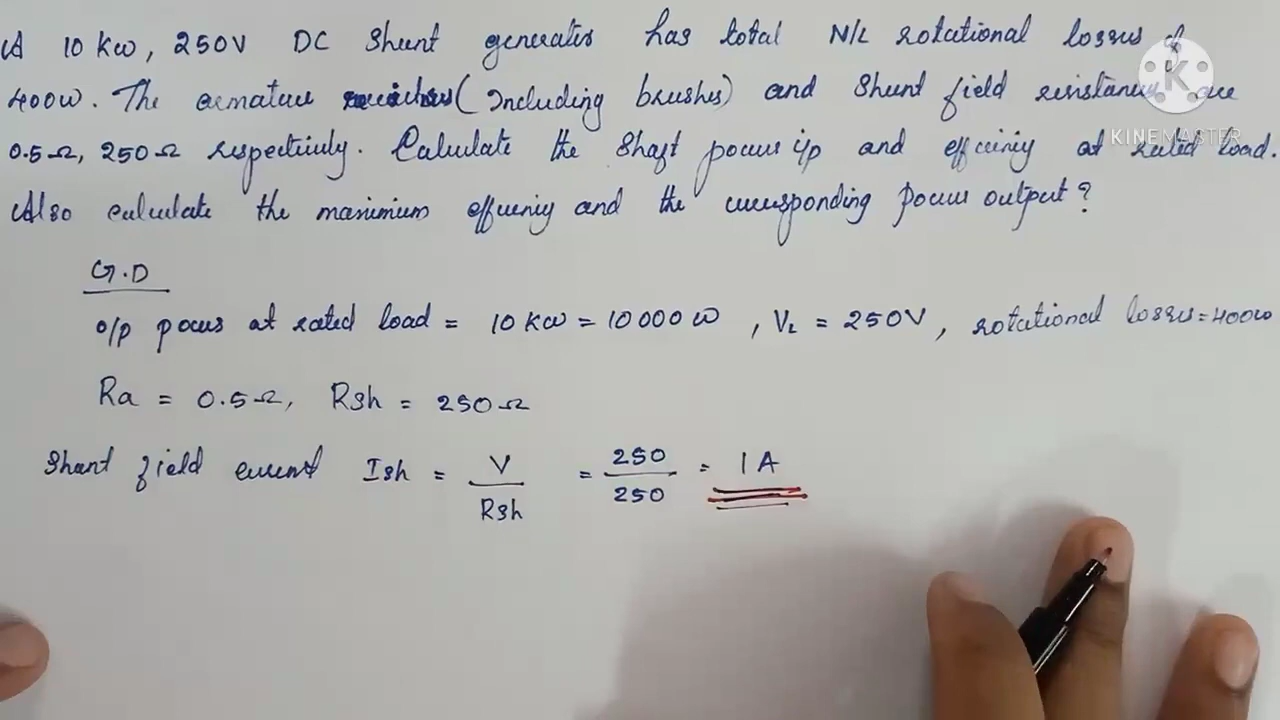 A 10 Kw, 250V DC Shunt generator has total N/L rotational losses of
400w. The armature (Including brushes) and Shunt field resistances are
0.5Ω, 250Ω respectively. Calculate the Shaft power i/p and efficiency at rated load.
Also calculate the maximum efficiency and the corresponding Power output?
G.D
o/p power at rated load = 10 Kw = 10000 W , VL = 250V, rotational losses = 400w
Ra = 0.5Ω, Rsh = 250Ω
Shunt field current Ish = V / Rsh = 250 / 250 = 1 A
KINEMASTER